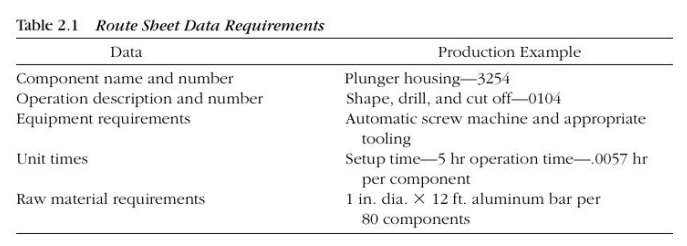 Table 2.1 Route Sheet Data Requirements
Data Production Example
Component name and number Plunger housing—3254
Operation description and number Shape, drill, and cut off—0104
Equipment requirements Automatic screw machine and appropriate
tooling
Unit times Setup time—5 hr operation time—.0057 hr
per component
Raw material requirements 1 in. dia. × 12 ft. aluminum bar per
80 components